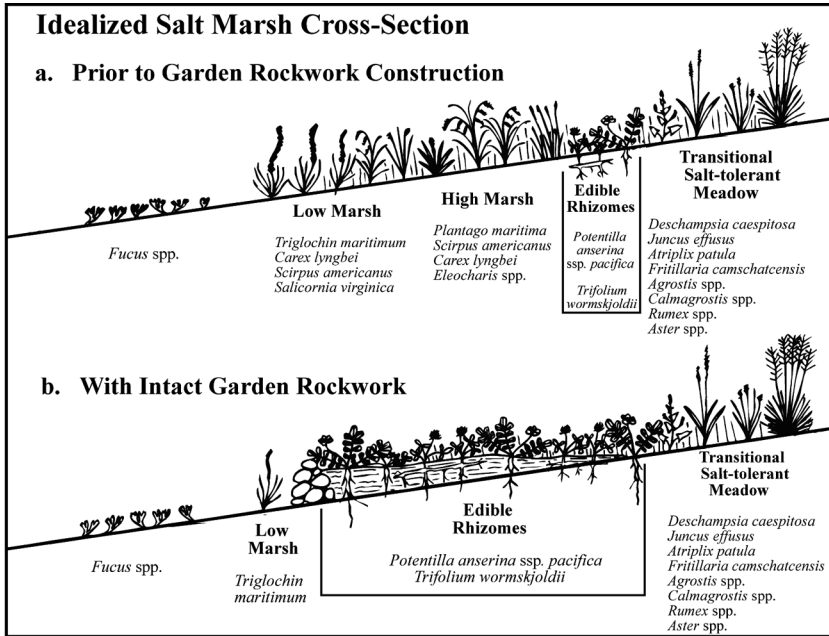 Idealized Salt Marsh Cross-Section
a. Prior to Garden Rockwork Construction
Fucus spp.
Low Marsh
Triglochin maritimum
Carex lyngbei
Scirpus americanus
Salicornia virginica
High Marsh
Plantago maritima
Scirpus americanus
Carex lyngbei
Eleocharis spp.
Edible
Rhizomes
Potentilla
anserina
ssp. pacifica
Trifolium
wormskjoldii
Transitional
Salt-tolerant
Meadow
Deschampsia caespitosa
Juncus effusus
Atriplix patula
Fritillaria camschatcensis
Agrostis spp.
Calmagrostis spp.
Rumex spp.
Aster spp.
b. With Intact Garden Rockwork
Fucus spp.
Low
Marsh
Triglochin
maritimum
Edible
Rhizomes
Potentilla anserina ssp. pacifica
Trifolium wormskjoldii
Transitional
Salt-tolerant
Meadow
Deschampsia caespitosa
Juncus effusus
Atriplix patula
Fritillaria camschatcensis
Agrostis spp.
Calmagrostis spp.
Rumex spp.
Aster spp.